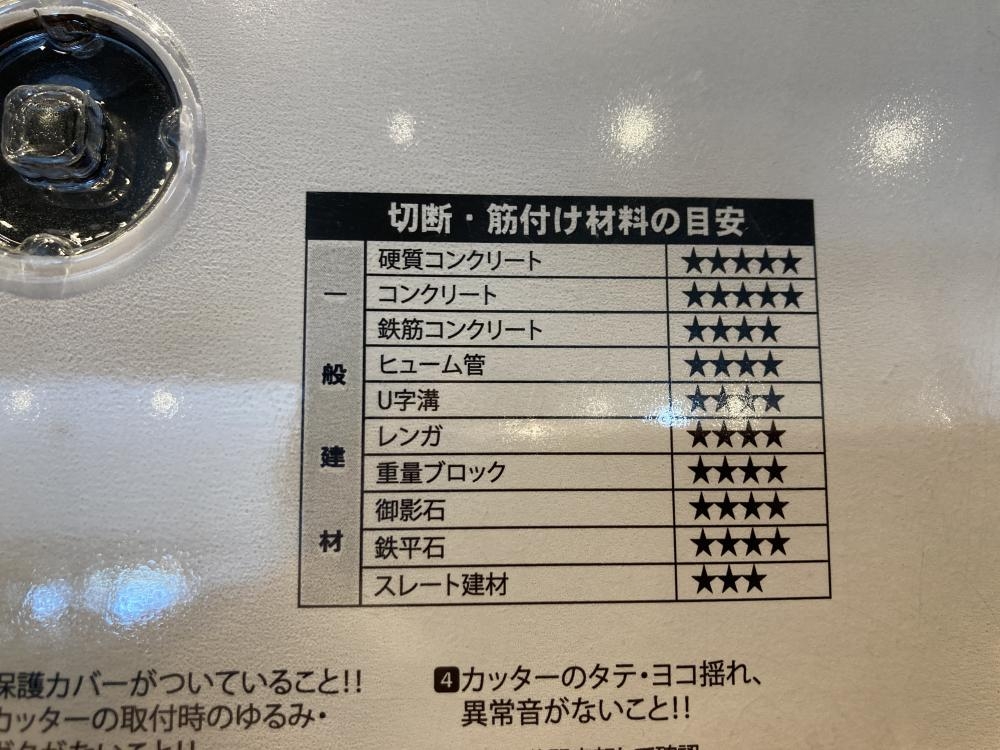 切断・筋付け材料の目安
一般建材
硬質コンクリート ★★★★★
コンクリート ★★★★★
鉄筋コンクリート ★★★★
ヒューム管 ★★★★
U字溝 ★★★★
レンガ ★★★★
重量ブロック ★★★★
御影石 ★★★★
鉄平石 ★★★★
スレート建材 ★★★
保護カバーがついていること!!
カッターの取付時のゆるみ・
がないこと!!
4 カッターのタテ・ヨコ揺れ、
異常音がないこと!!